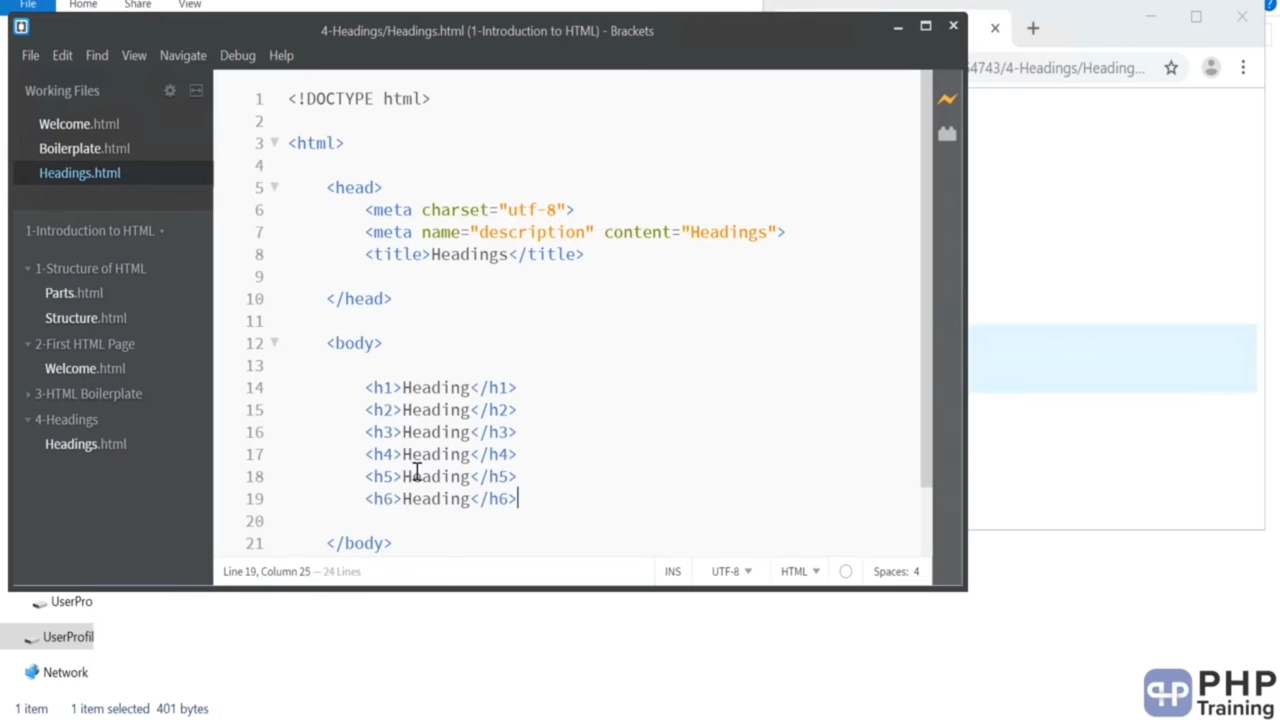 File Home Share View
4-Headings/Headings.html (1-Introduction to HTML) - Brackets
File Edit Find View Navigate Debug Help
54743/4-Headings/Heading...
Working Files
Welcome.html
Boilerplate.html
Headings.html
1-Introduction to HTML
1-Structure of HTML
Parts.html
Structure.html
2-First HTML Page
Welcome.html
3-HTML Boilerplate
4-Headings
Headings.html
1 <!DOCTYPE html>
2
3 <html>
4
5 <head>
6 <meta charset="utf-8">
7 <meta name="description" content="Headings">
8 <title>Headings</title>
9
10 </head>
11
12 <body>
13
14 <h1>Heading</h1>
15 <h2>Heading</h2>
16 <h3>Heading</h3>
17 <h4>Heading</h4>
18 <h5>Heading</h5>
19 <h6>Heading</h6>
20
21 </body>
Line 19, Column 25 — 24 Lines
INS UTF-8 HTML Spaces: 4
UserPro
UserProfil
Network
1 item 1 item selected 401 bytes
PHP
Training